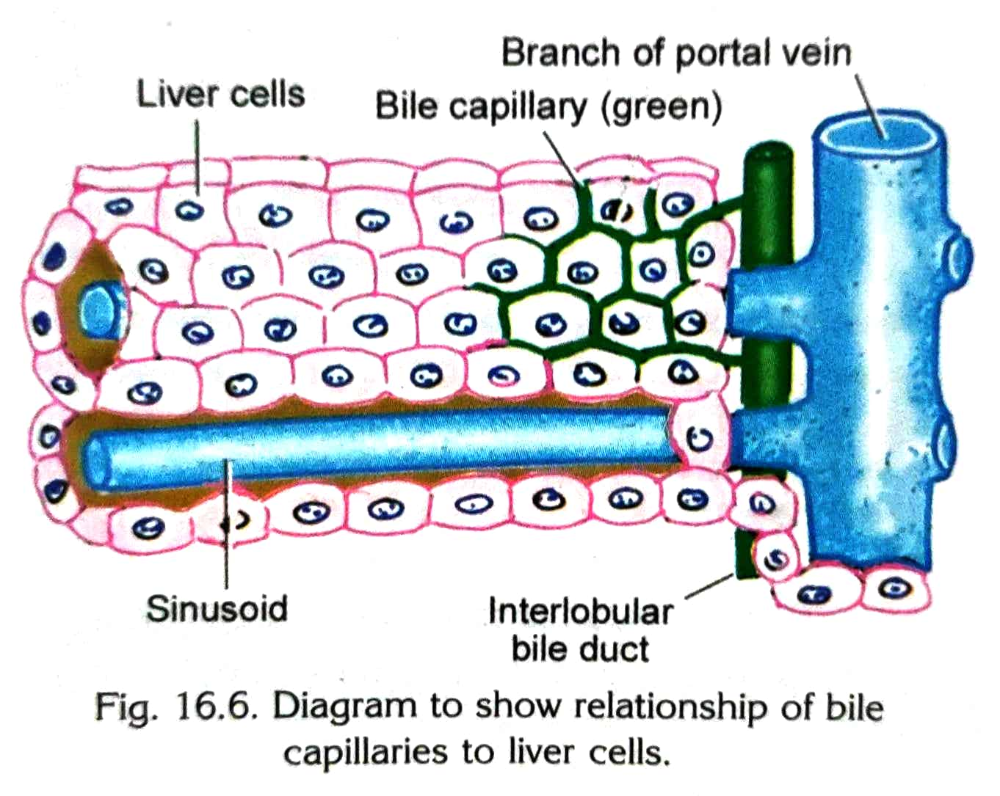 Branch of portal vein
Liver cells
Bile capillary (green)
Sinusoid
Interlobular
bile duct
Fig. 16.6. Diagram to show relationship of bile
capillaries to liver cells.